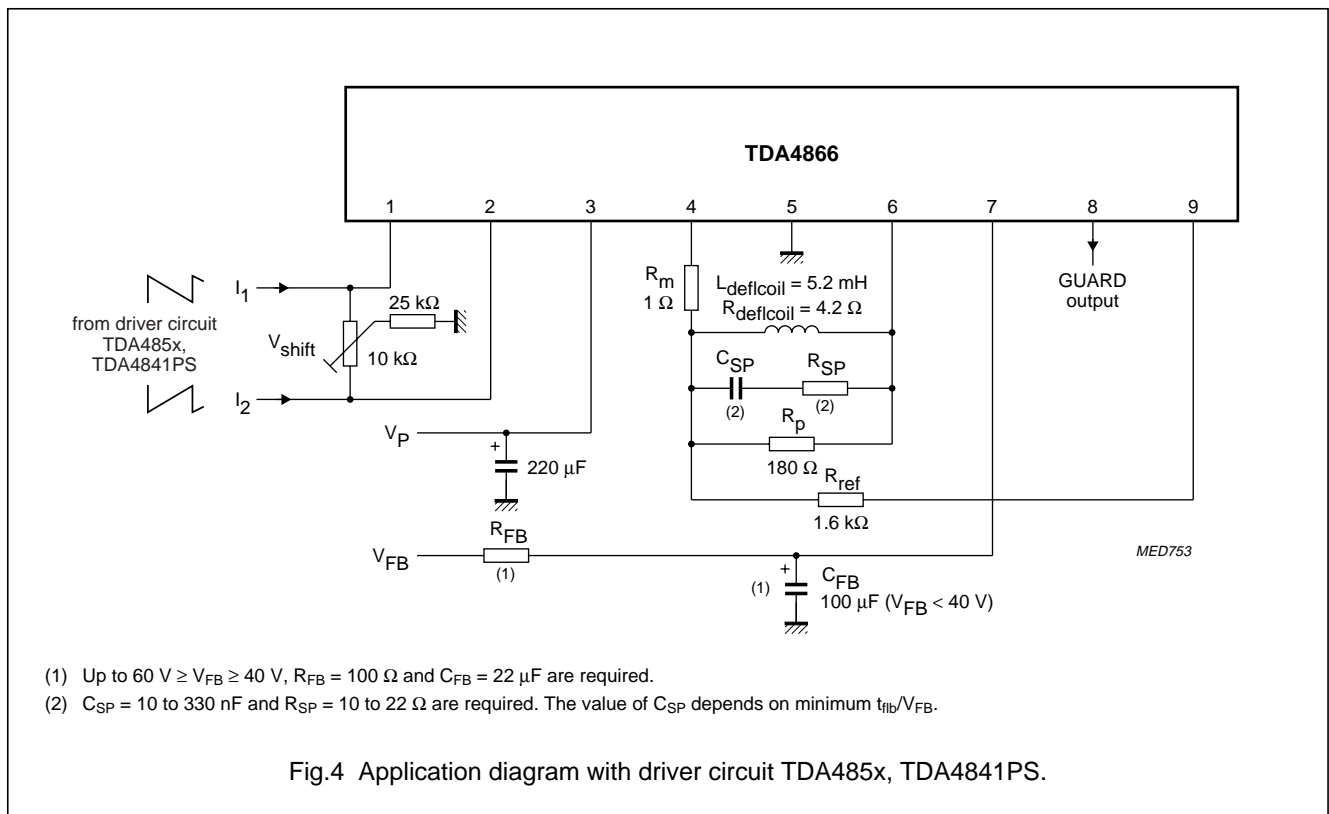 TDA4866
1 2 3 4 5 6 7 8 9
Rm
1 Ω
Ldeflcoil = 5.2 mH
Rdeflcoil = 4.2 Ω
GUARD
output
I1
25 kΩ
from driver circuit
TDA485x,
TDA4841PS
Vshift
10 kΩ
CSP
(2)
RSP
(2)
I2
VP
+
220 μF
Rp
180 Ω
Rref
1.6 kΩ
MED753
VFB
RFB
(1)
(1)
+
CFB
100 μF (VFB < 40 V)
(1) Up to 60 V ≥ VFB ≥ 40 V, RFB = 100 Ω and CFB = 22 μF are required.
(2) CSP = 10 to 330 nF and RSP = 10 to 22 Ω are required. The value of CSP depends on minimum tflb/VFB.
Fig.4 Application diagram with driver circuit TDA485x, TDA4841PS.